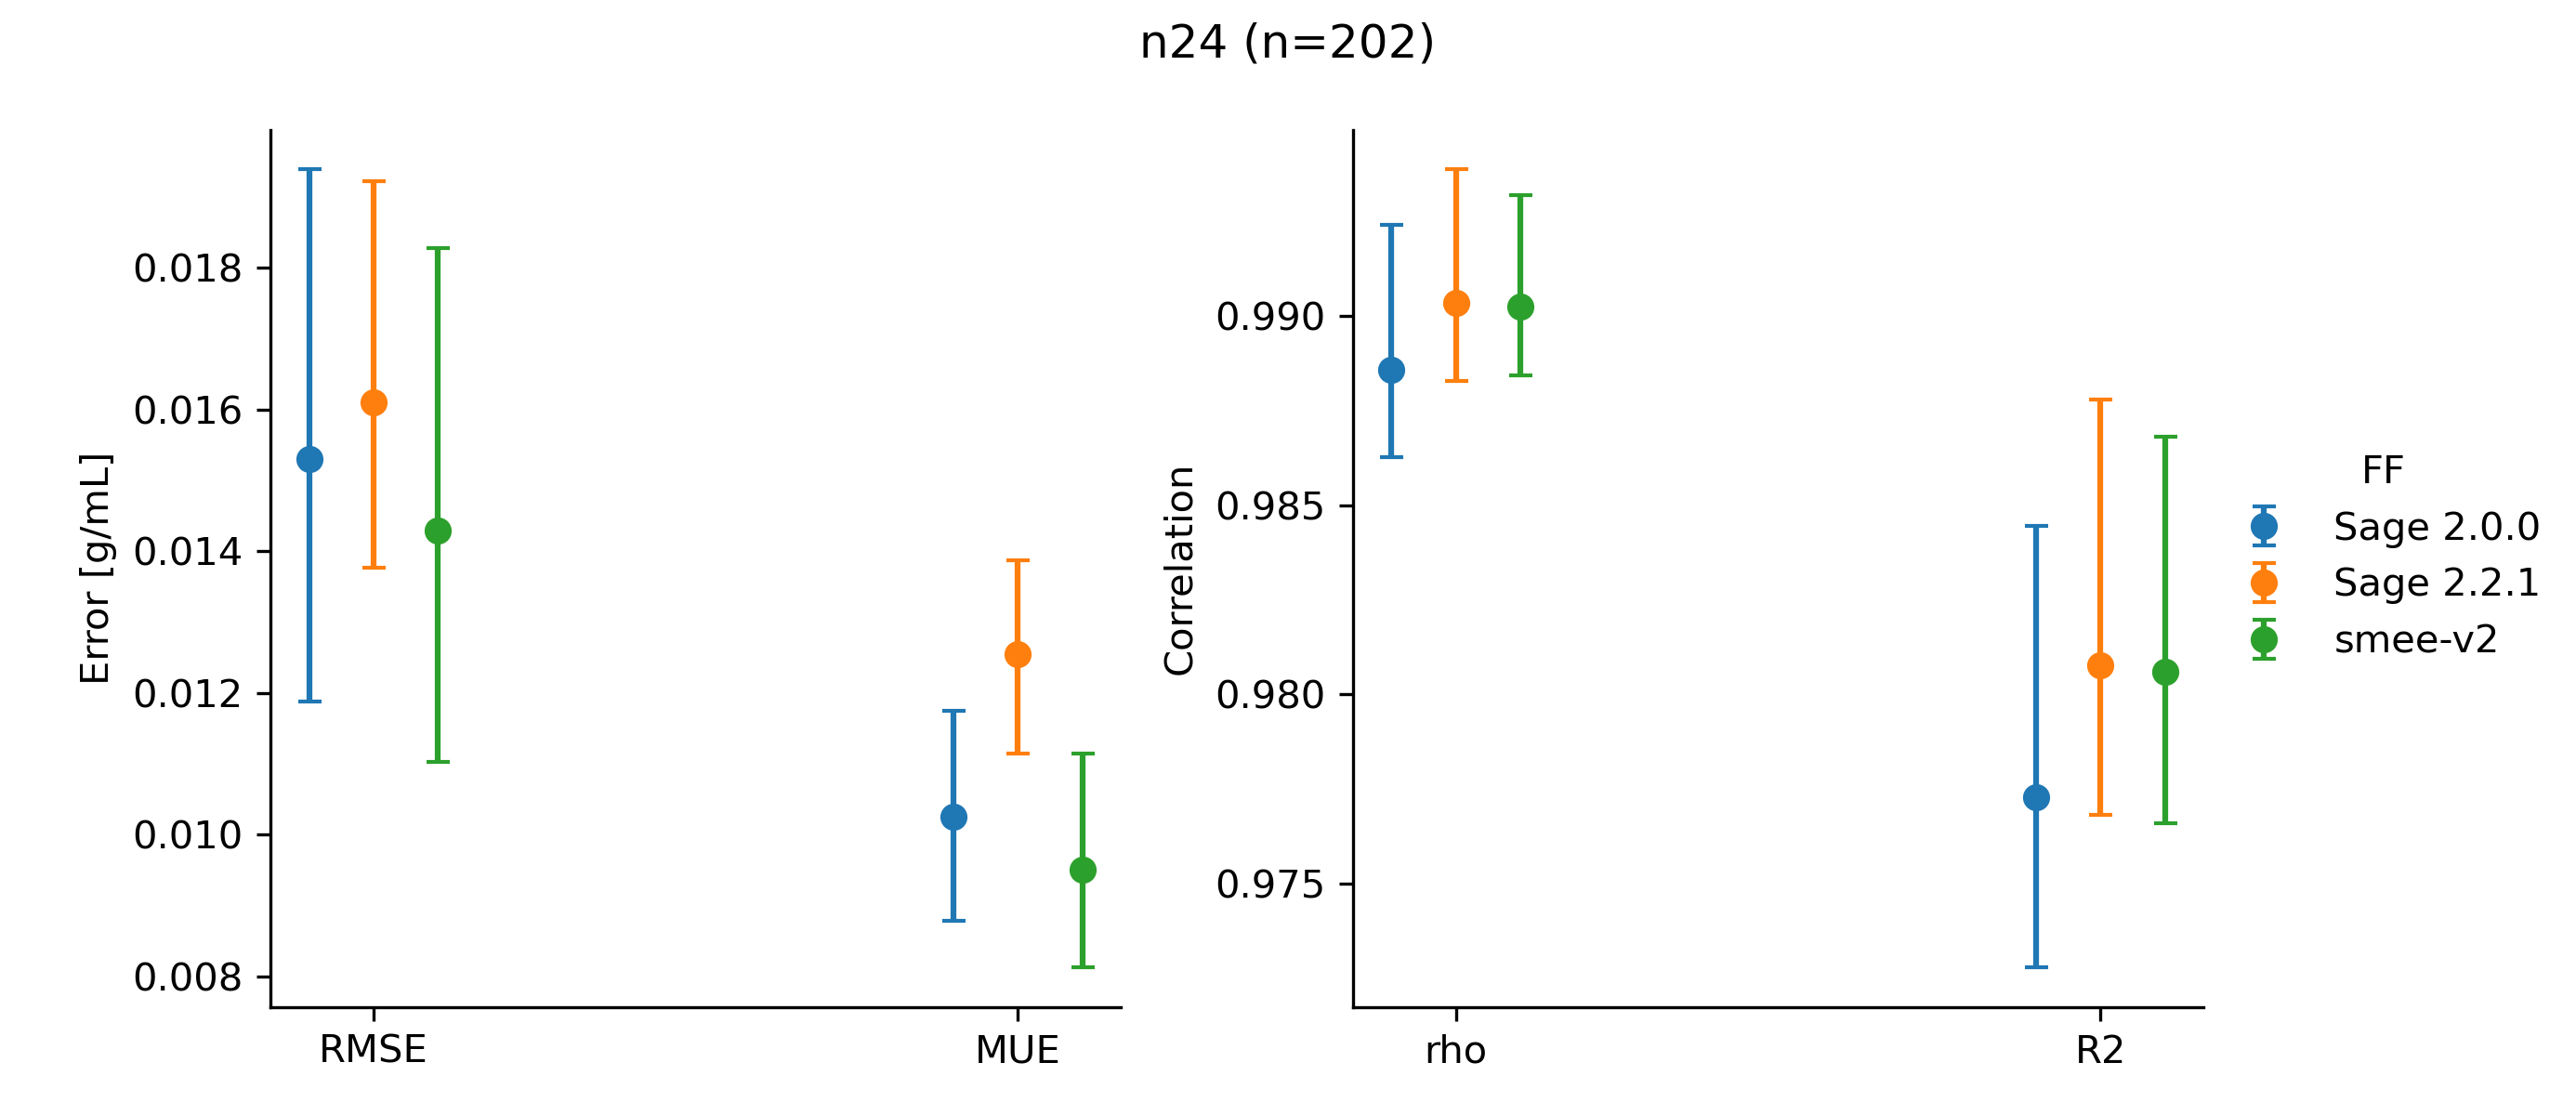 n24 (n=202)
Error [g/mL]
0.018
0.016
0.014
0.012
0.010
0.008
RMSE
MUE
Correlation
0.990
0.985
0.980
0.975
rho
R2
FF
Sage 2.0.0
Sage 2.2.1
smee-v2